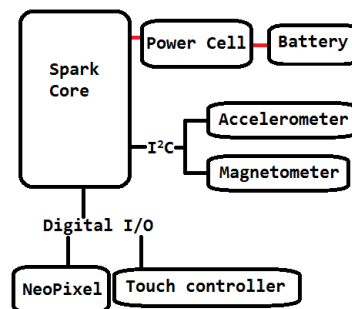 Spark
Core
Power Cell
Battery
I²C
Accelerometer
Magnetometer
Digital I/O
NeoPixel
Touch controller